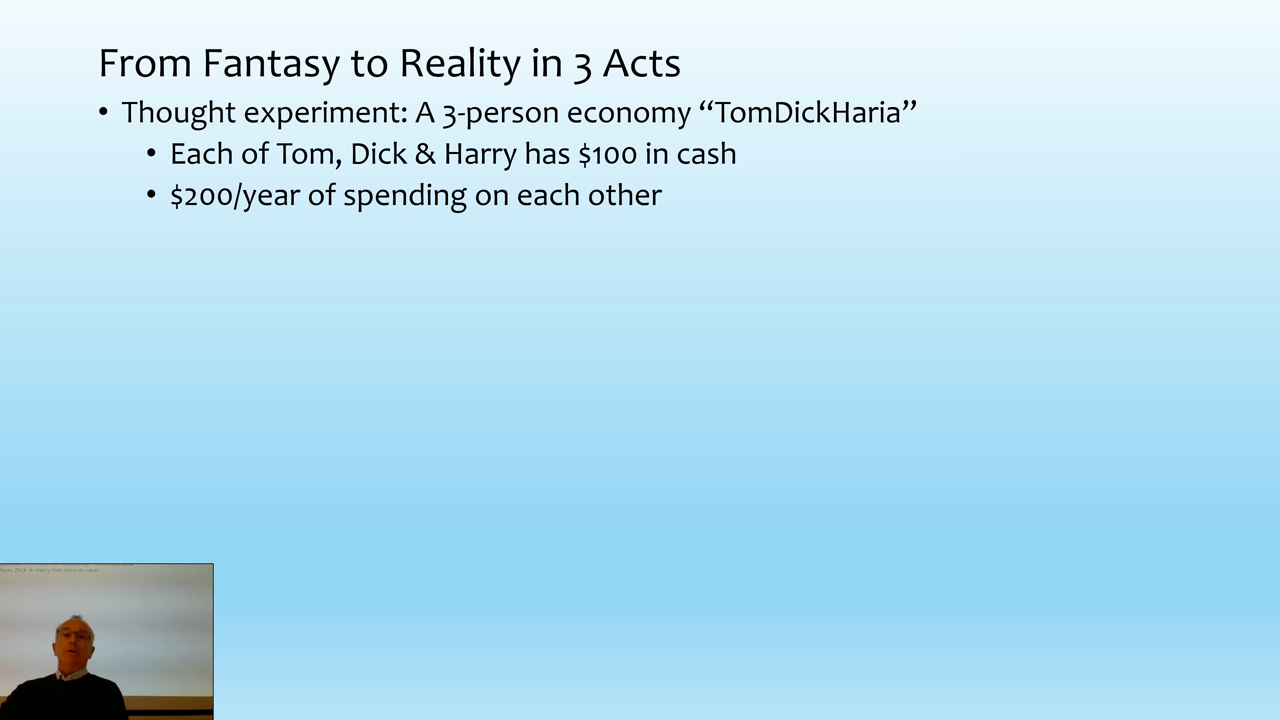 From Fantasy to Reality in 3 Acts
• Thought experiment: A 3-person economy “TomDickHaria”
• Each of Tom, Dick & Harry has $100 in cash
• $200/year of spending on each other